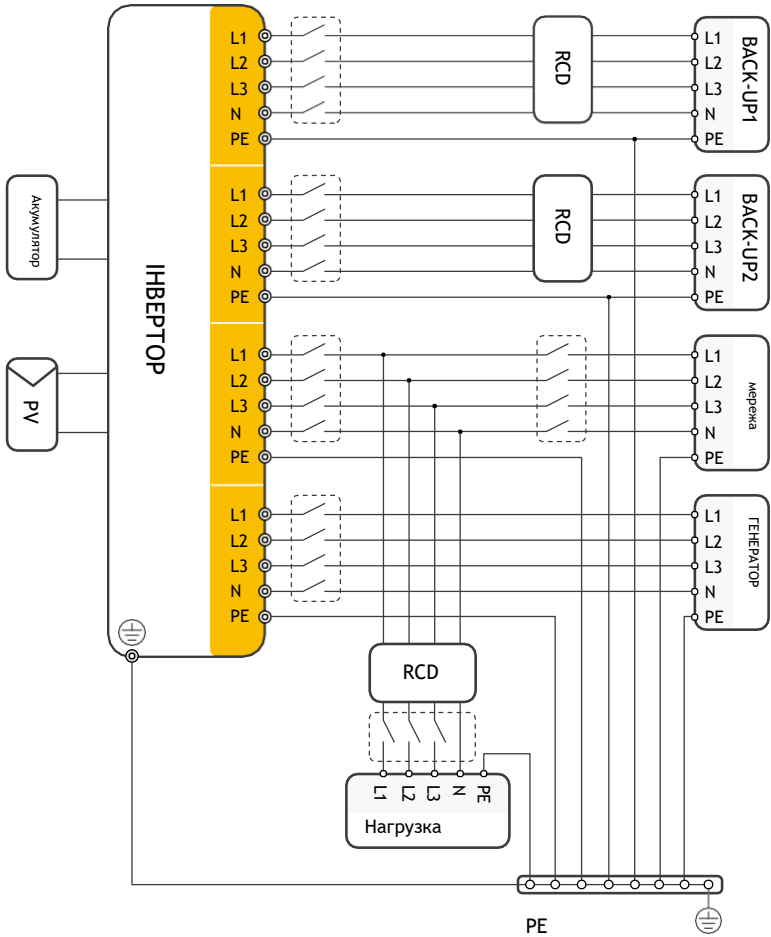 Акумулятор
PV
ІНВЕРТОР
L1
L2
L3
N
PE
L1
L2
L3
N
PE
L1
L2
L3
N
PE
L1
L2
L3
N
PE
RCD
RCD
L1
L2
L3
N
PE
BACK-UP1
L1
L2
L3
N
PE
BACK-UP2
L1
L2
L3
N
PE
мережа
L1
L2
L3
N
PE
ГЕНЕРАТОР
RCD
L1 L2 L3 N PE
Нагрузка
PE